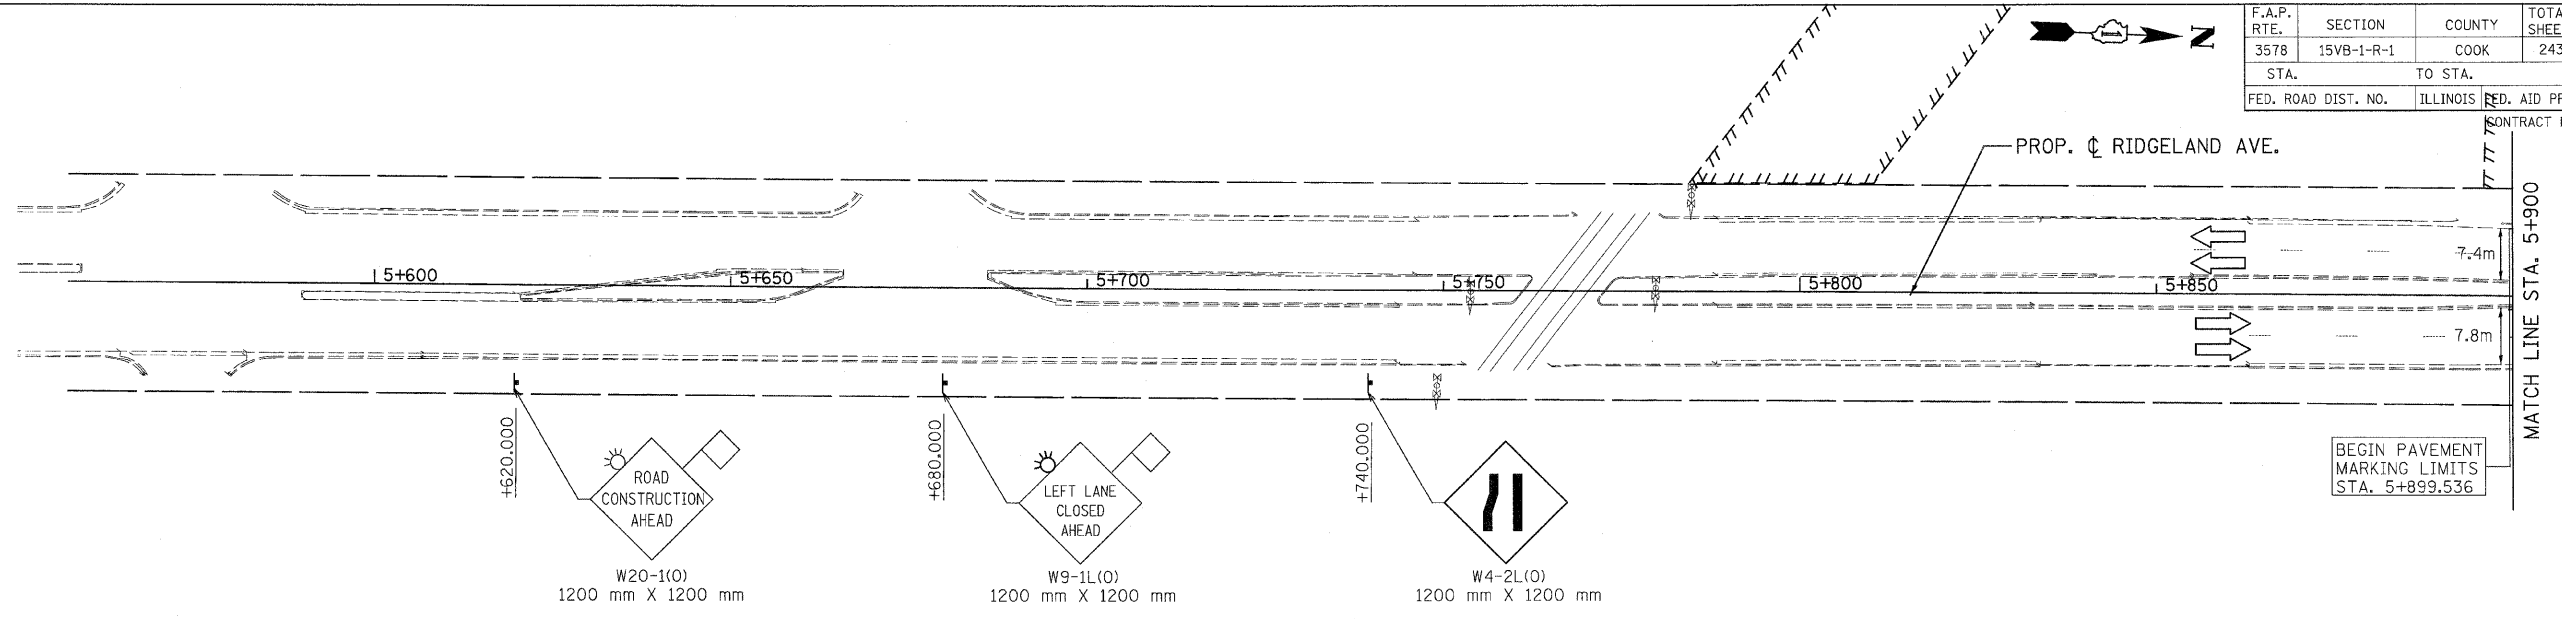 F.A.P.
RTE.
SECTION
COUNTY
3578
15VB-1-R-1
COOK
243
STA.
TO STA.
FED. ROAD DIST. NO.
ILLINOIS
FED. AID
CONTRACT
N
PROP. ℄ RIDGELAND AVE.
5+600
5+650
5+700
5+750
5+800
5+850
7.4m
7.8m
MATCH LINE STA. 5+900
BEGIN PAVEMENT
MARKING LIMITS
STA. 5+899.536
+620.000
ROAD
CONSTRUCTION
AHEAD
W20-1(O)
1200 mm X 1200 mm
+680.000
LEFT LANE
CLOSED
AHEAD
W9-1L(O)
1200 mm X 1200 mm
+740.000
W4-2L(O)
1200 mm X 1200 mm